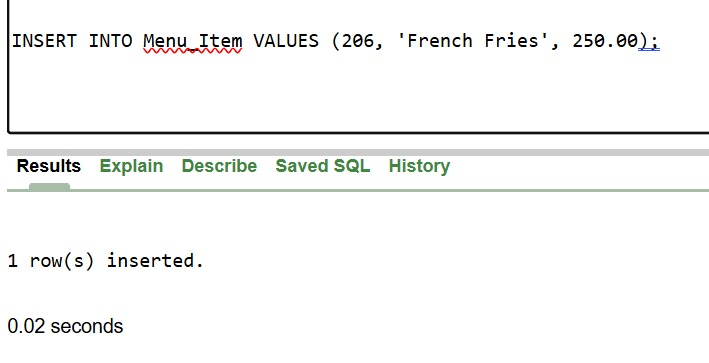 INSERT INTO Menu_Item VALUES (206, 'French Fries', 250.00);
Results Explain Describe Saved SQL History
1 row(s) inserted.
0.02 seconds